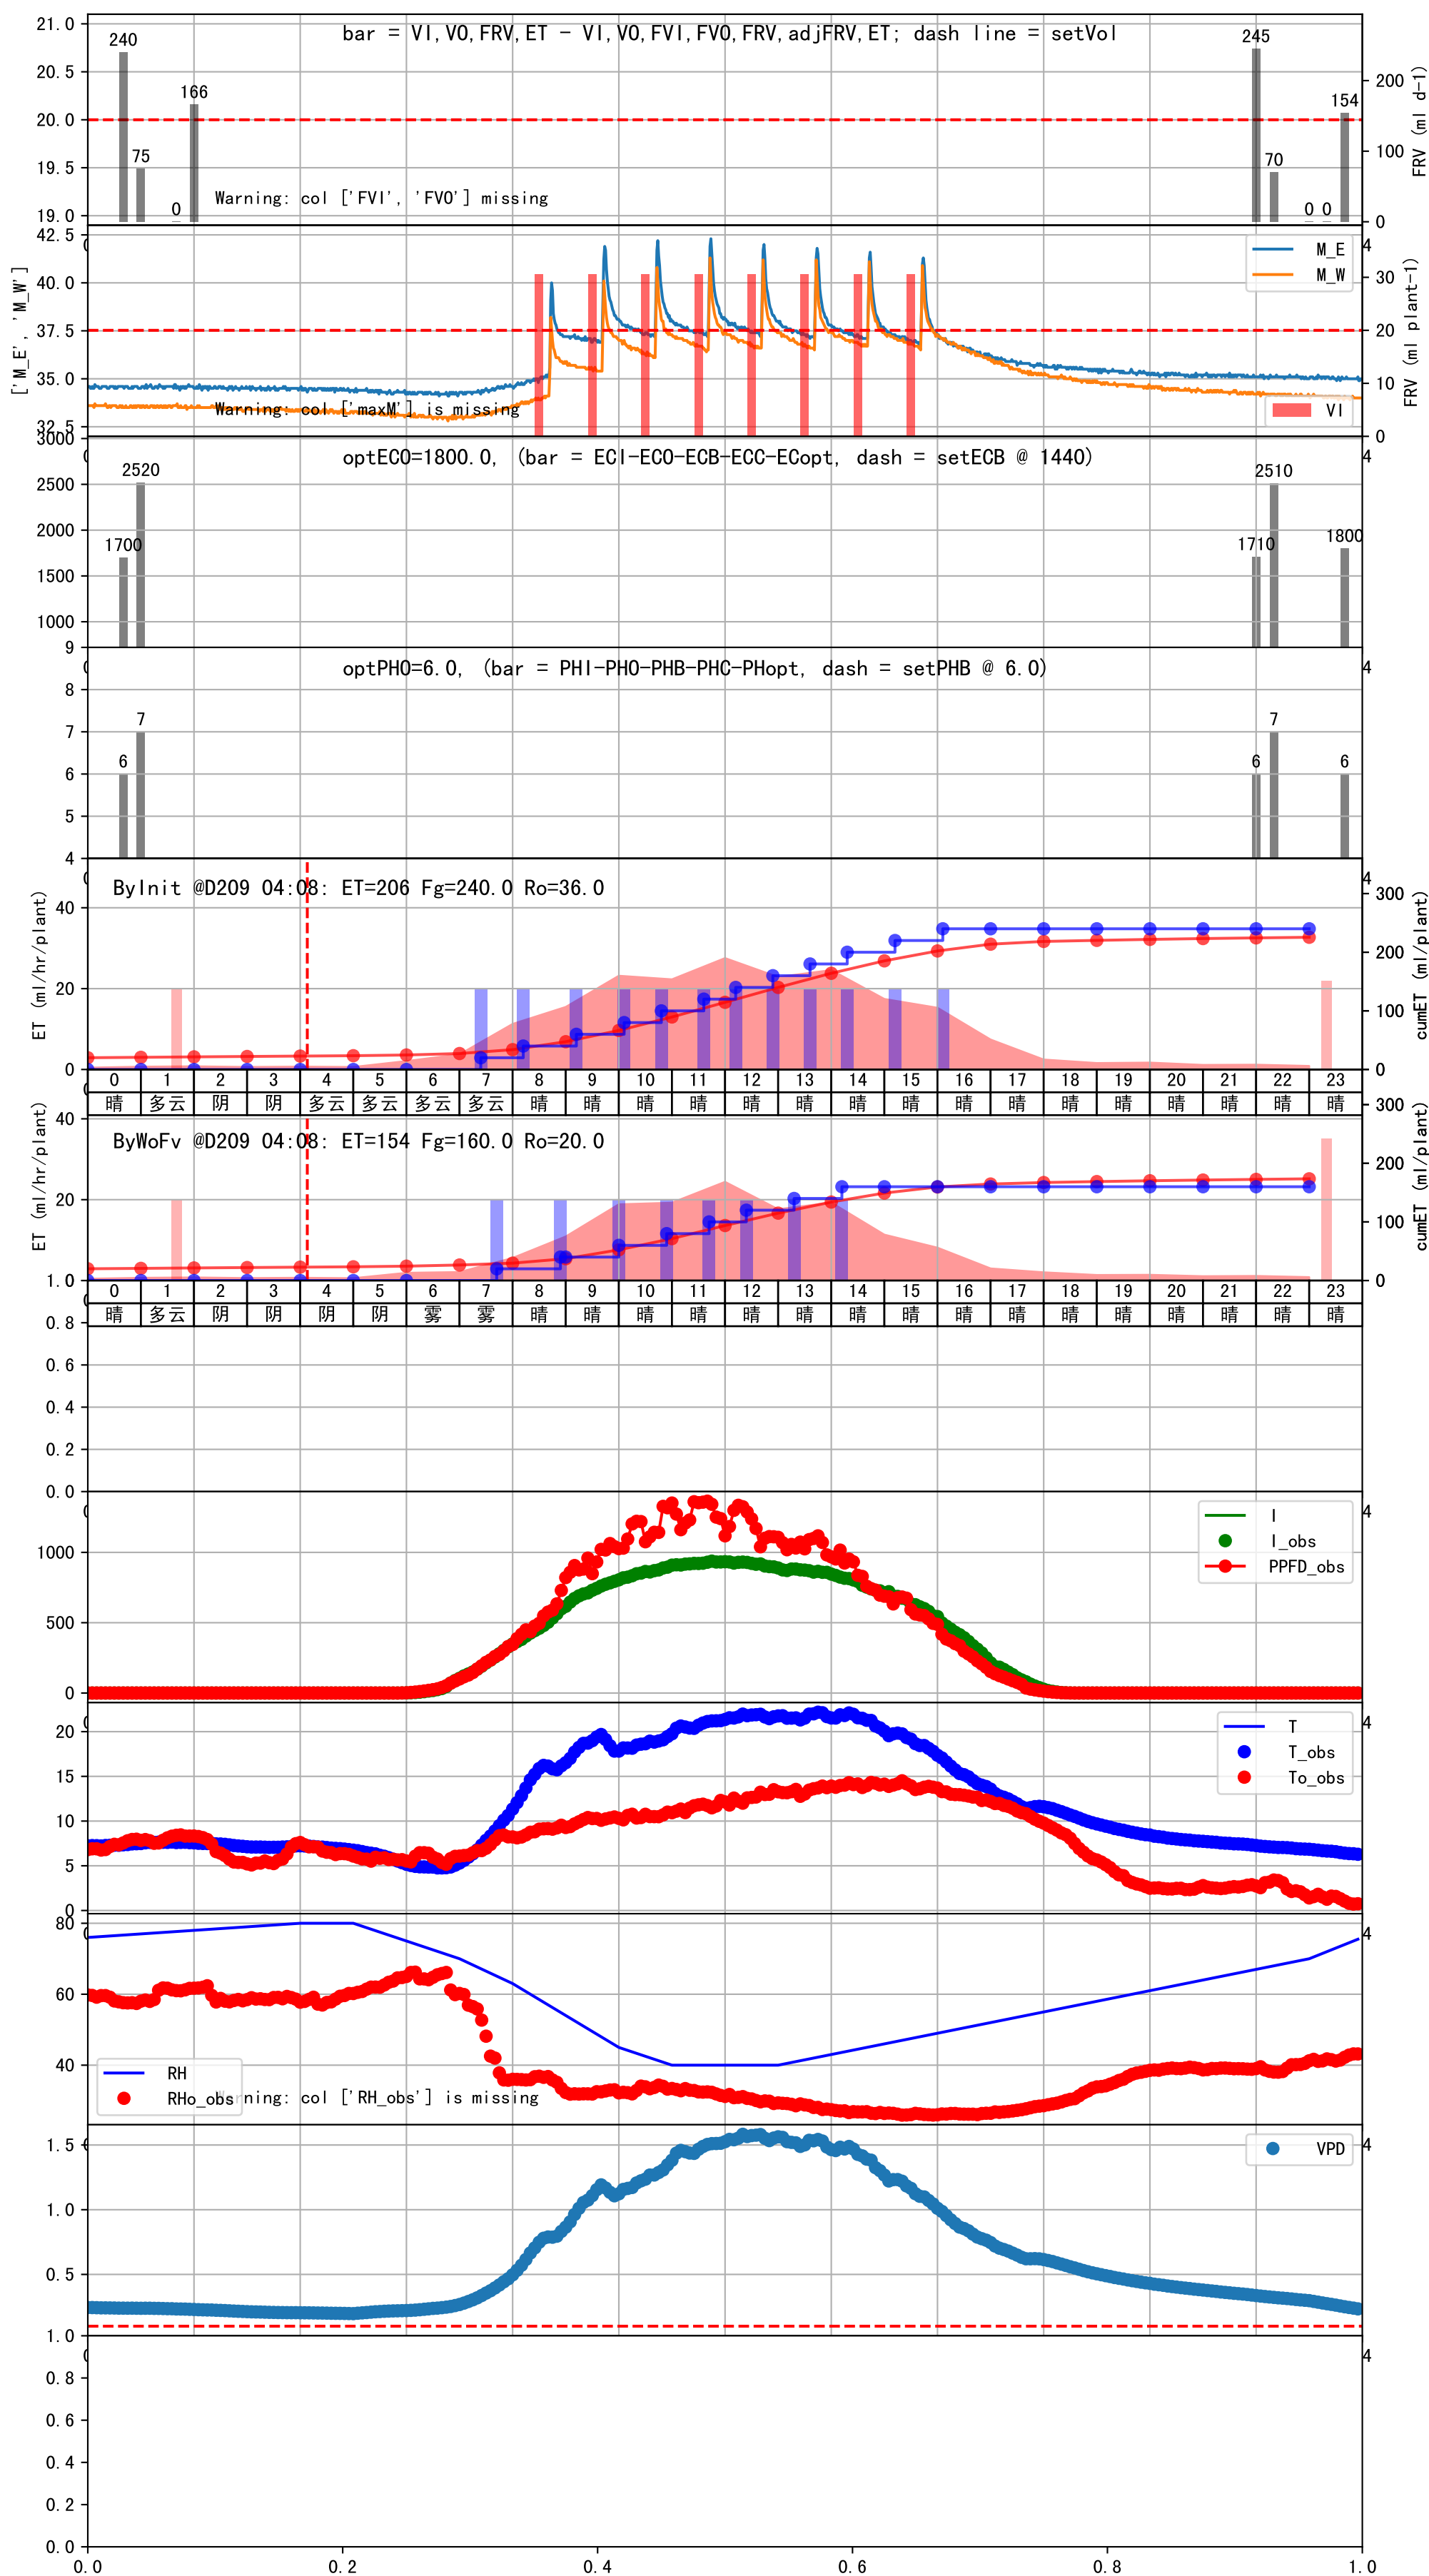 bar = VI,VO,FRV,ET - VI,VO,FVI,FVO,FRV,adjFRV,ET; dash line = setVol
21.0
20.5
20.0
19.5
19.0
240
75
0
166
245
70
0
0
154
200
100
0
FRV (ml d-1)
Warning: col ['FVI', 'FVO'] missing
42.5
40.0
37.5
35.0
32.5
['M_E', 'M_W']
M_E
M_W
4
30
20
10
0
FRV (ml plant-1)
Warning: col ['maxM'] is missing
VI
optECO=1800.0, (bar = ECI-ECO-ECB-ECC-ECopt, dash = setECB @ 1440)
3000
2500
2000
1500
1000
1700
2520
1710
2510
1800
4
optPHO=6.0, (bar = PHI-PHO-PHB-PHC-PHopt, dash = setPHB @ 6.0)
9
8
7
6
5
4
6
7
6
7
6
4
ByInit @D209 04:08: ET=206 Fg=240.0 Ro=36.0
40
20
0
ET (ml/hr/plant)
4
300
200
100
0
cumET (ml/plant)
0 1 2 3 4 5 6 7 8 9 10 11 12 13 14 15 16 17 18 19 20 21 22 23
晴 多云 阴 阴 多云 多云 多云 多云 晴 晴 晴 晴 晴 晴 晴 晴 晴 晴 晴 晴 晴 晴 晴 晴
ByWoFv @D209 04:08: ET=154 Fg=160.0 Ro=20.0
40
20
ET (ml/hr/plant)
300
200
100
0
cumET (ml/plant)
0 1 2 3 4 5 6 7 8 9 10 11 12 13 14 15 16 17 18 19 20 21 22 23
晴 多云 阴 阴 阴 阴 雾 雾 晴 晴 晴 晴 晴 晴 晴 晴 晴 晴 晴 晴 晴 晴 晴 晴
1.0
0.8
0.6
0.4
0.2
0.0
1000
500
0
I
I_obs
PPFD_obs
4
20
15
10
5
0
T
T_obs
To_obs
4
80
60
40
RH
RHo_obs
ning: col ['RH_obs'] is missing
4
1.5
1.0
0.5
VPD
4
1.0
0.8
0.6
0.4
0.2
0.0
4
0.0 0.2 0.4 0.6 0.8 1.0